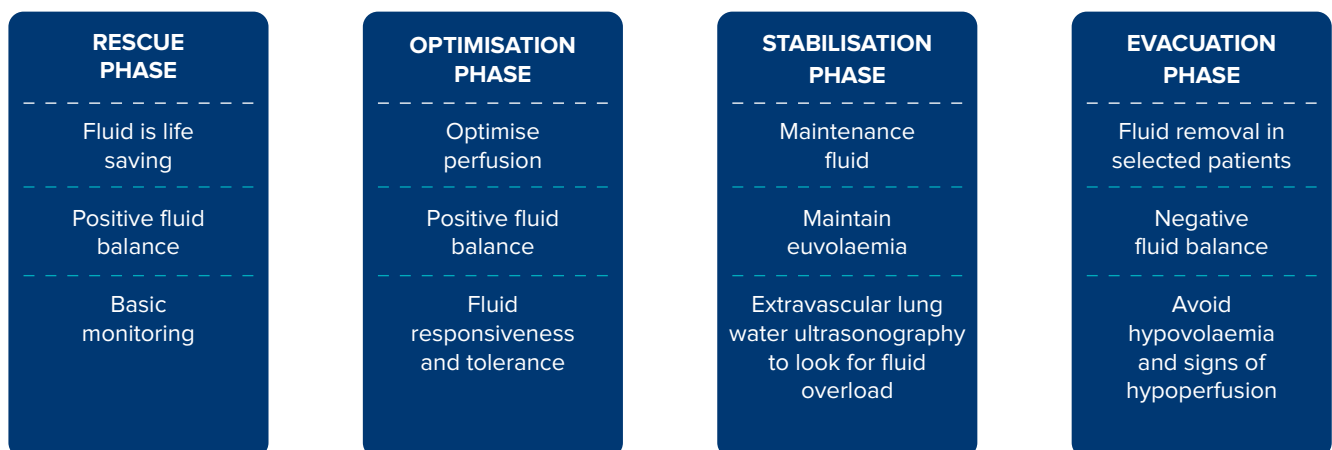 RESCUE
PHASE
Fluid is life
saving
Positive fluid
balance
Basic
monitoring
OPTIMISATION
PHASE
Optimise
perfusion
Positive fluid
balance
Fluid
responsiveness
and tolerance
STABILISATION
PHASE
Maintenance
fluid
Maintain
euvolaemia
Extravascular lung
water ultrasonography
to look for fluid
overload
EVACUATION
PHASE
Fluid removal in
selected patients
Negative
fluid balance
Avoid
hypovolaemia
and signs of
hypoperfusion